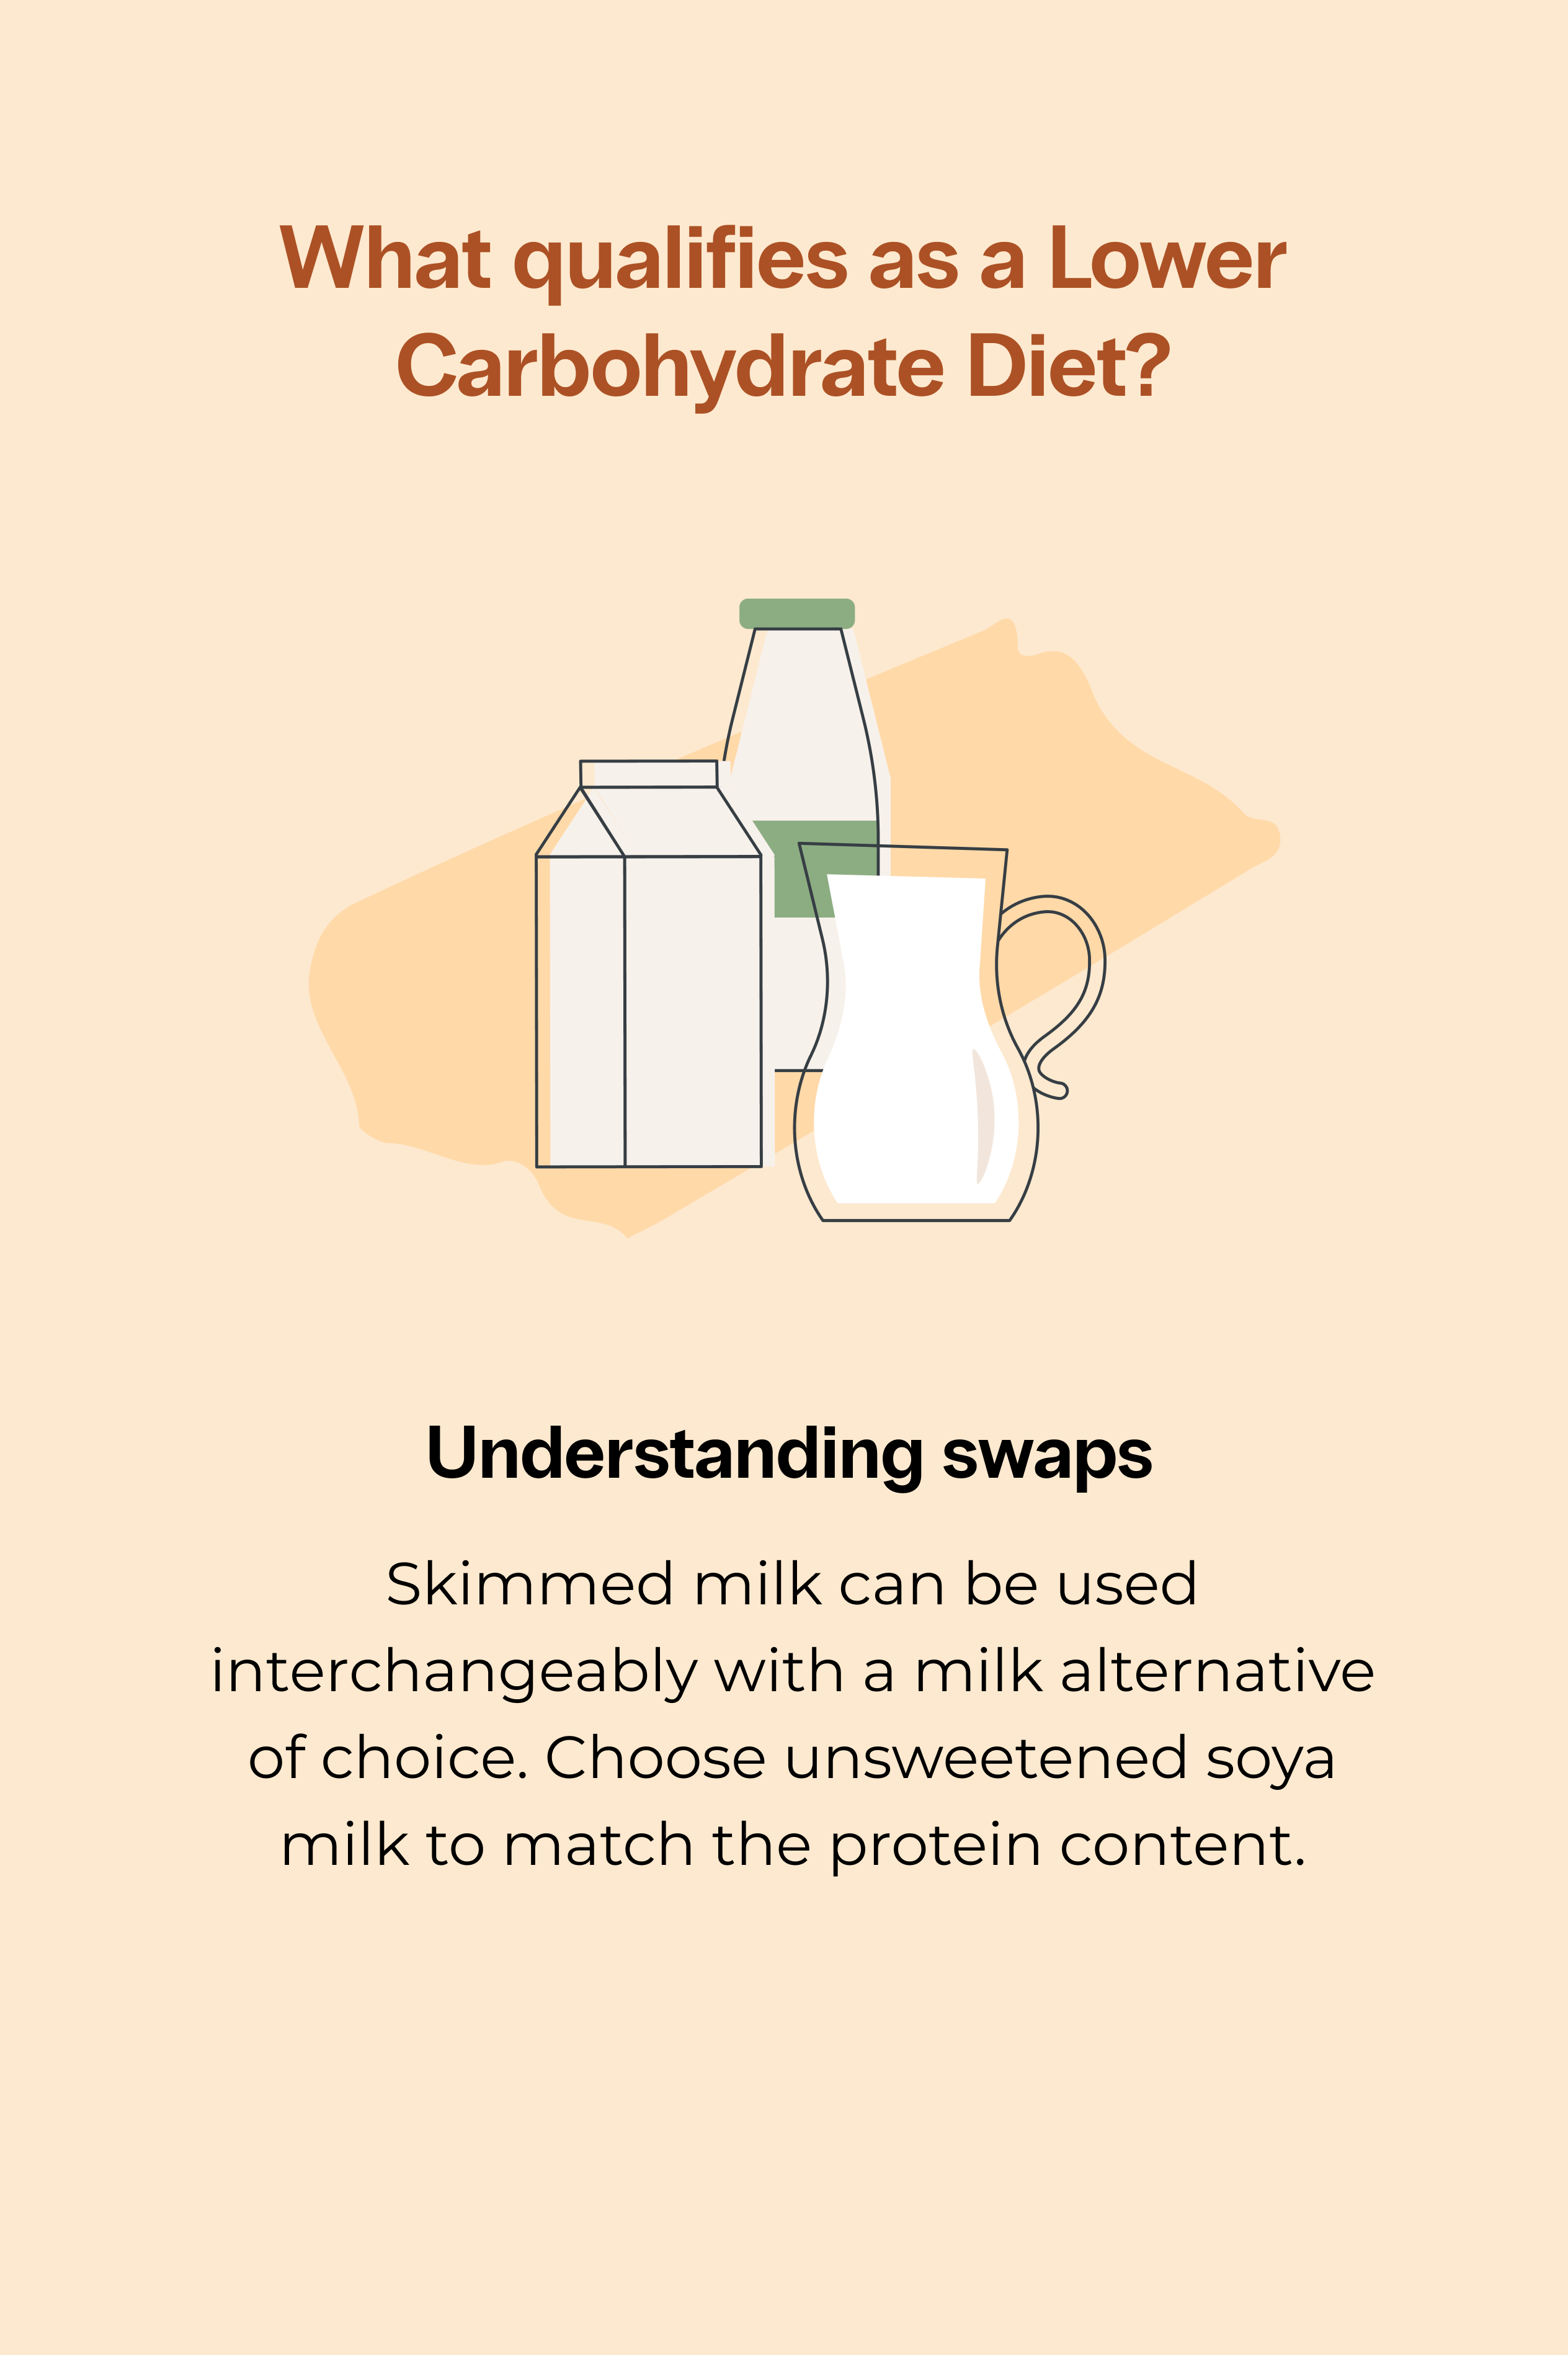 What qualifies as a Lower
Carbohydrate Diet?
Understanding swaps
Skimmed milk can be used
interchangeably with a milk alternative
of choice. Choose unsweetened soya
milk to match the protein content.